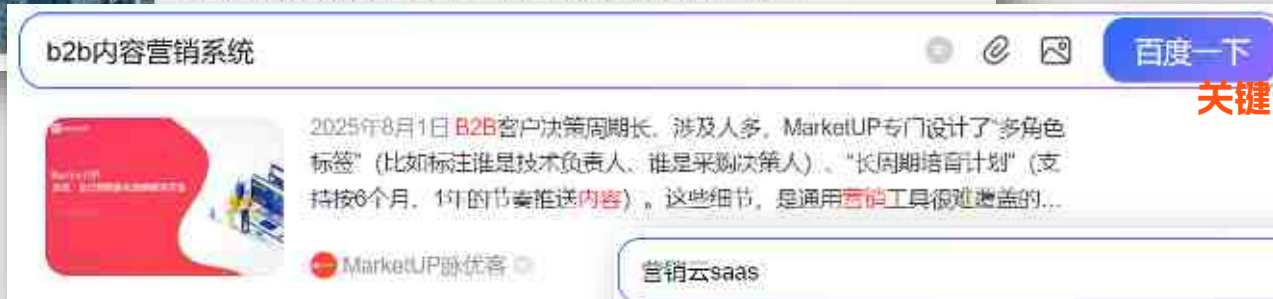 b2b内容营销系统
百度一下
关键
2025年8月1日 B2B客户决策周期长、涉及人多，MarketUP专门设计了“多角色
标签”（比如标注谁是技术负责人、谁是采购决策人）、“长周期培育计划”（支
持按6个月、1年的节奏推送内容）。这些细节，是通用营销工具很难覆盖的...
MarketUP脉优客
营销云saas